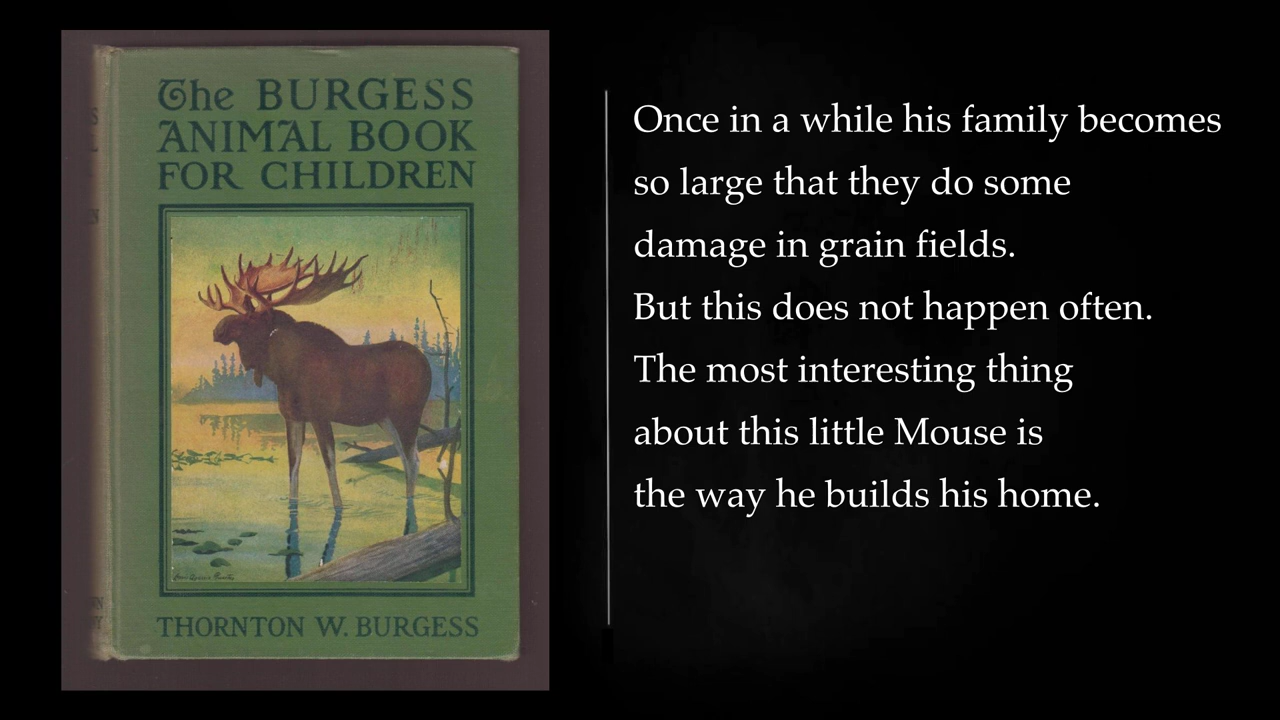 The BURGESS
ANIMAL BOOK
FOR CHILDREN
THORNTON W. BURGESS
Once in a while his family becomes
so large that they do some
damage in grain fields.
But this does not happen often.
The most interesting thing
about this little Mouse is
the way he builds his home.